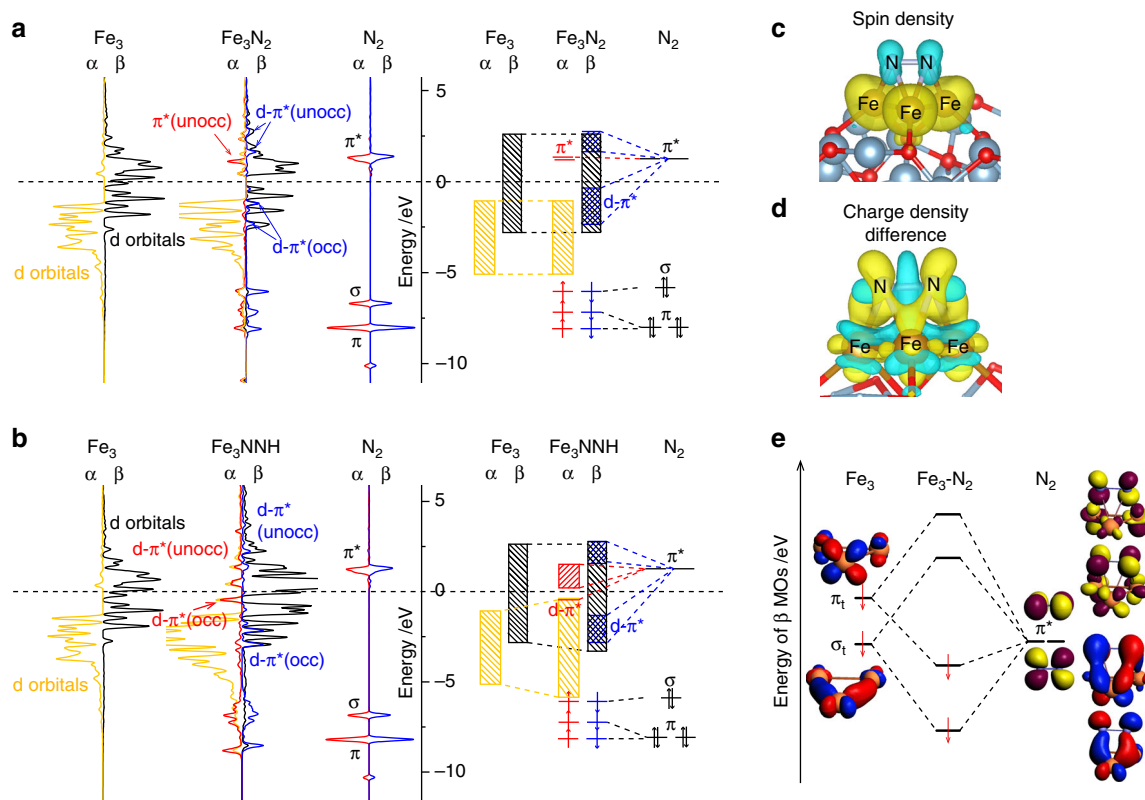 a
Fe3 Fe3N2 N2
α β α β α β
5
0
−5
−10
Energy /eV
π*(unocc)
d-π*(unocc)
d orbitals
d orbitals
d-π*(occ)
π*
σ
π
Fe3 Fe3N2 N2
α β α β
π*
π*
d-π*
σ
π
b
Fe3 Fe3NNH N2
α β α β α β
5
0
−5
−10
Energy /eV
d orbitals
d-π*
(unocc)
d-π*(unocc)
d-π*(occ)
d-π*(occ)
d orbitals
π*
σ
π
Fe3 Fe3NNH N2
α β α β
π*
d-π*
d-π*
σ
π
c
Spin density
N N
Fe Fe Fe
d
Charge density
difference
N N
Fe Fe Fe
e
Energy of β MOs /eV
Fe3 Fe3-N2 N2
πt
σt
π*